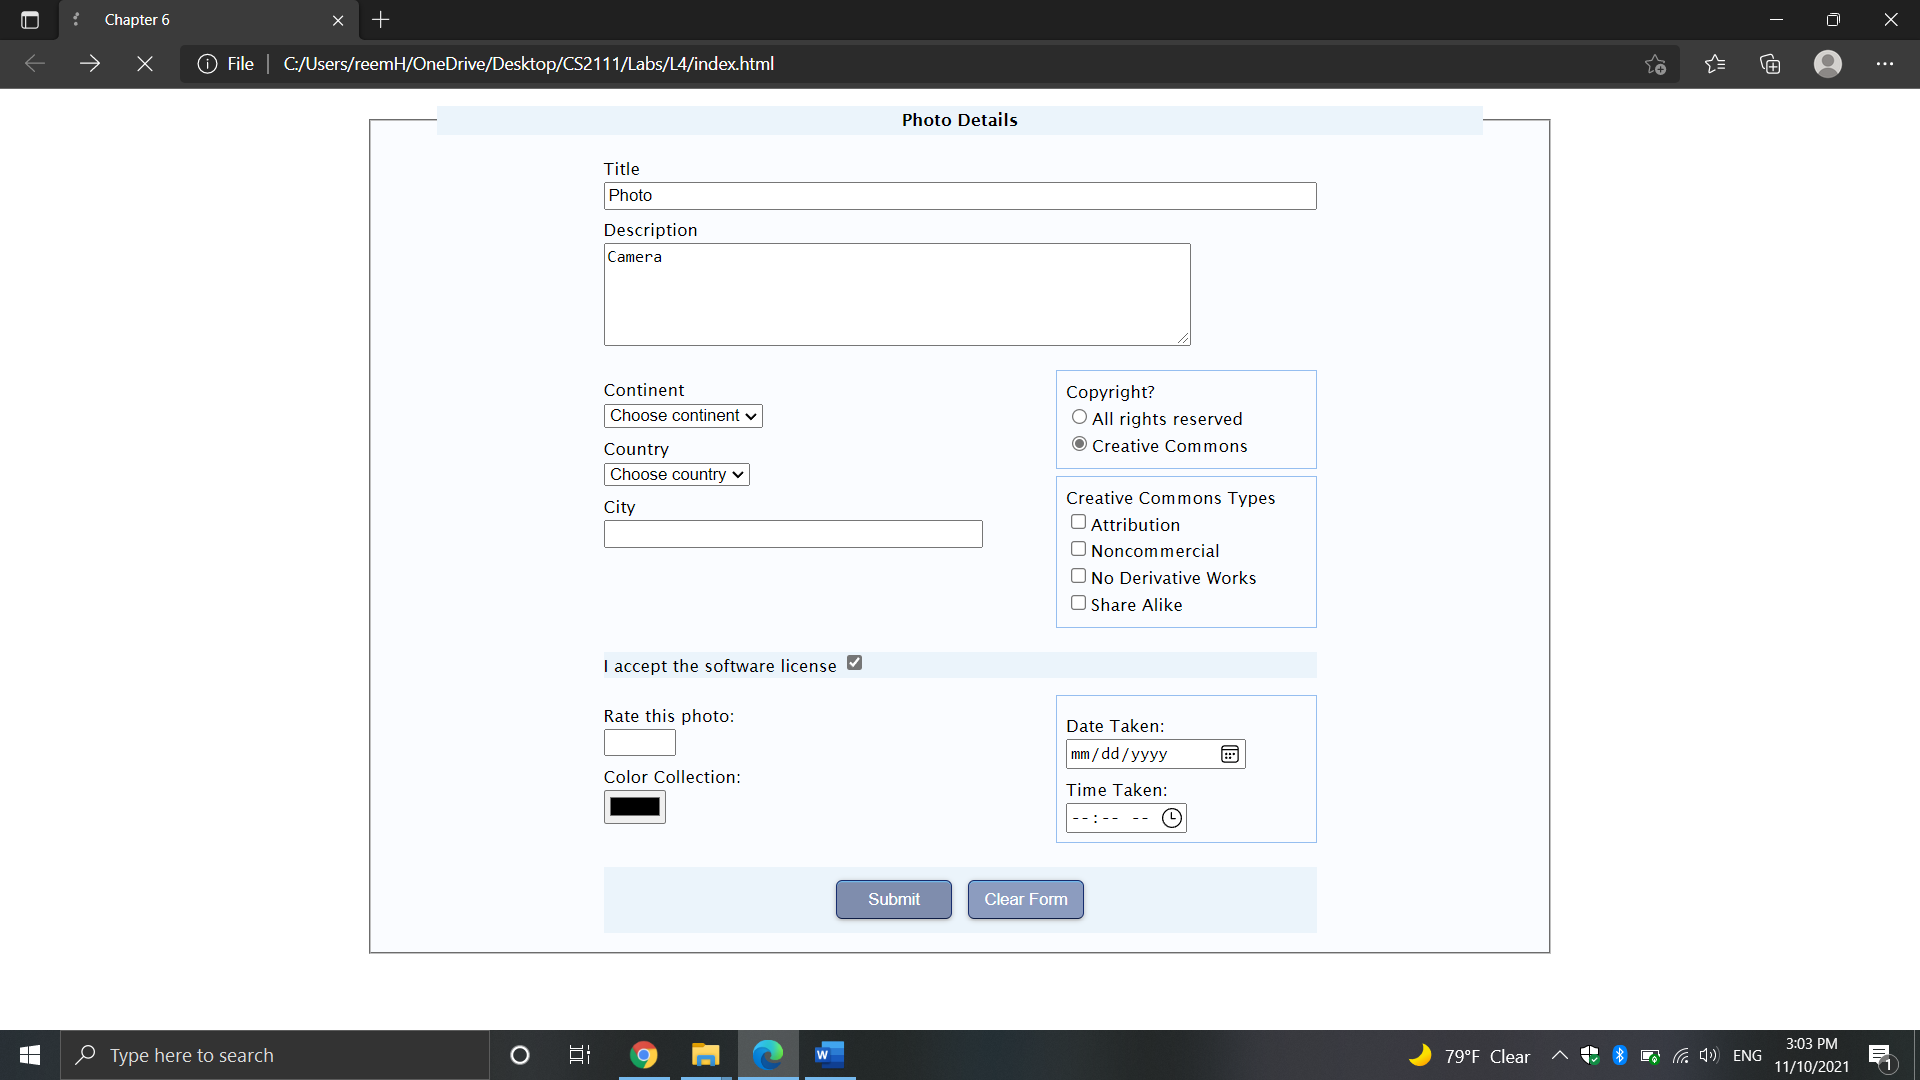 Chapter 6
File
C:/Users/reemH/OneDrive/Desktop/CS2111/Labs/L4/index.html
Photo Details
Title
Photo
Description
Camera
Continent
Choose continent
Country
Choose country
City
Copyright?
All rights reserved
Creative Commons
Creative Commons Types
Attribution
Noncommercial
No Derivative Works
Share Alike
I accept the software license
Rate this photo:
Color Collection:
Date Taken:
mm/dd/yyyy
Time Taken:
--:-- --
Submit
Clear Form
Type here to search
W
79°F Clear
ENG
3:03 PM
11/10/2021
1